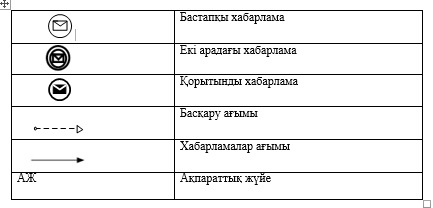 Бастапқы хабарлама
Екі арадағы хабарлама
Қорытынды хабарлама
Басқару ағымы
Хабарламалар ағымы
АЖ Ақпараттық жүйе